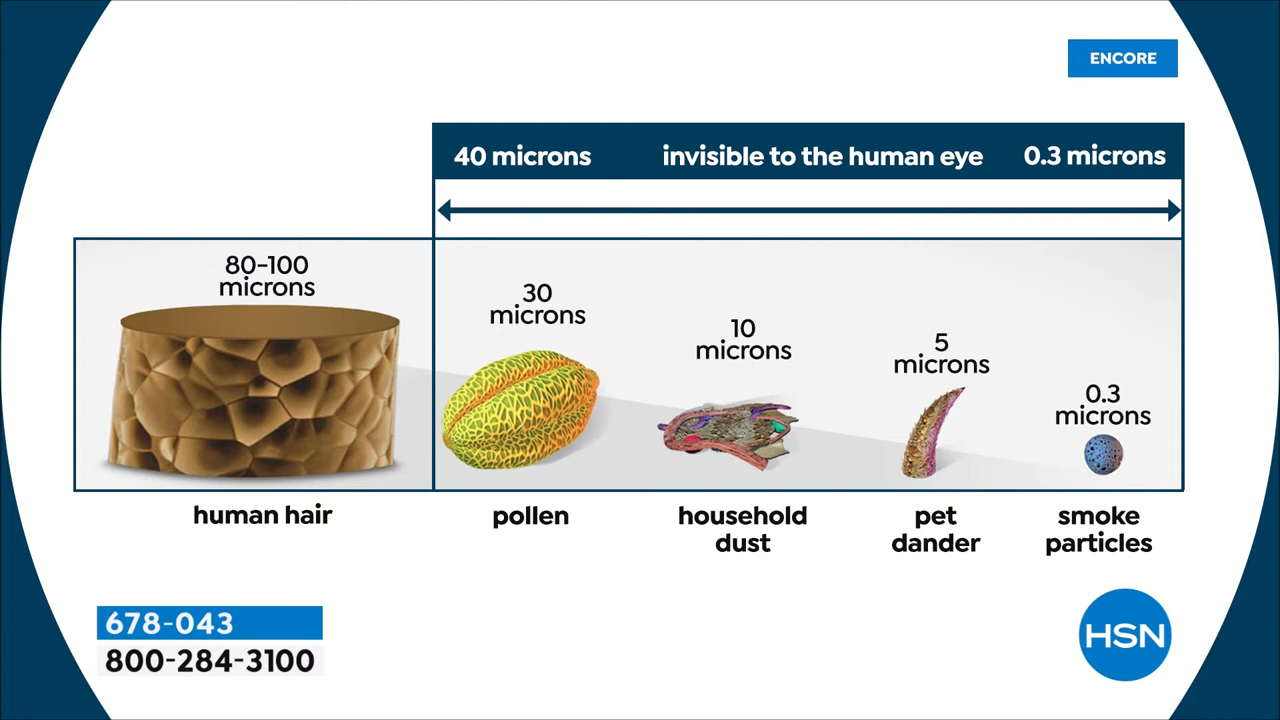 ENCORE
40 microns invisible to the human eye 0.3 microns
80-100
microns
30
microns
10
microns
5
microns
0.3
microns
human hair
pollen
household
dust
pet
dander
smoke
particles
678-043
800-284-3100
HSN